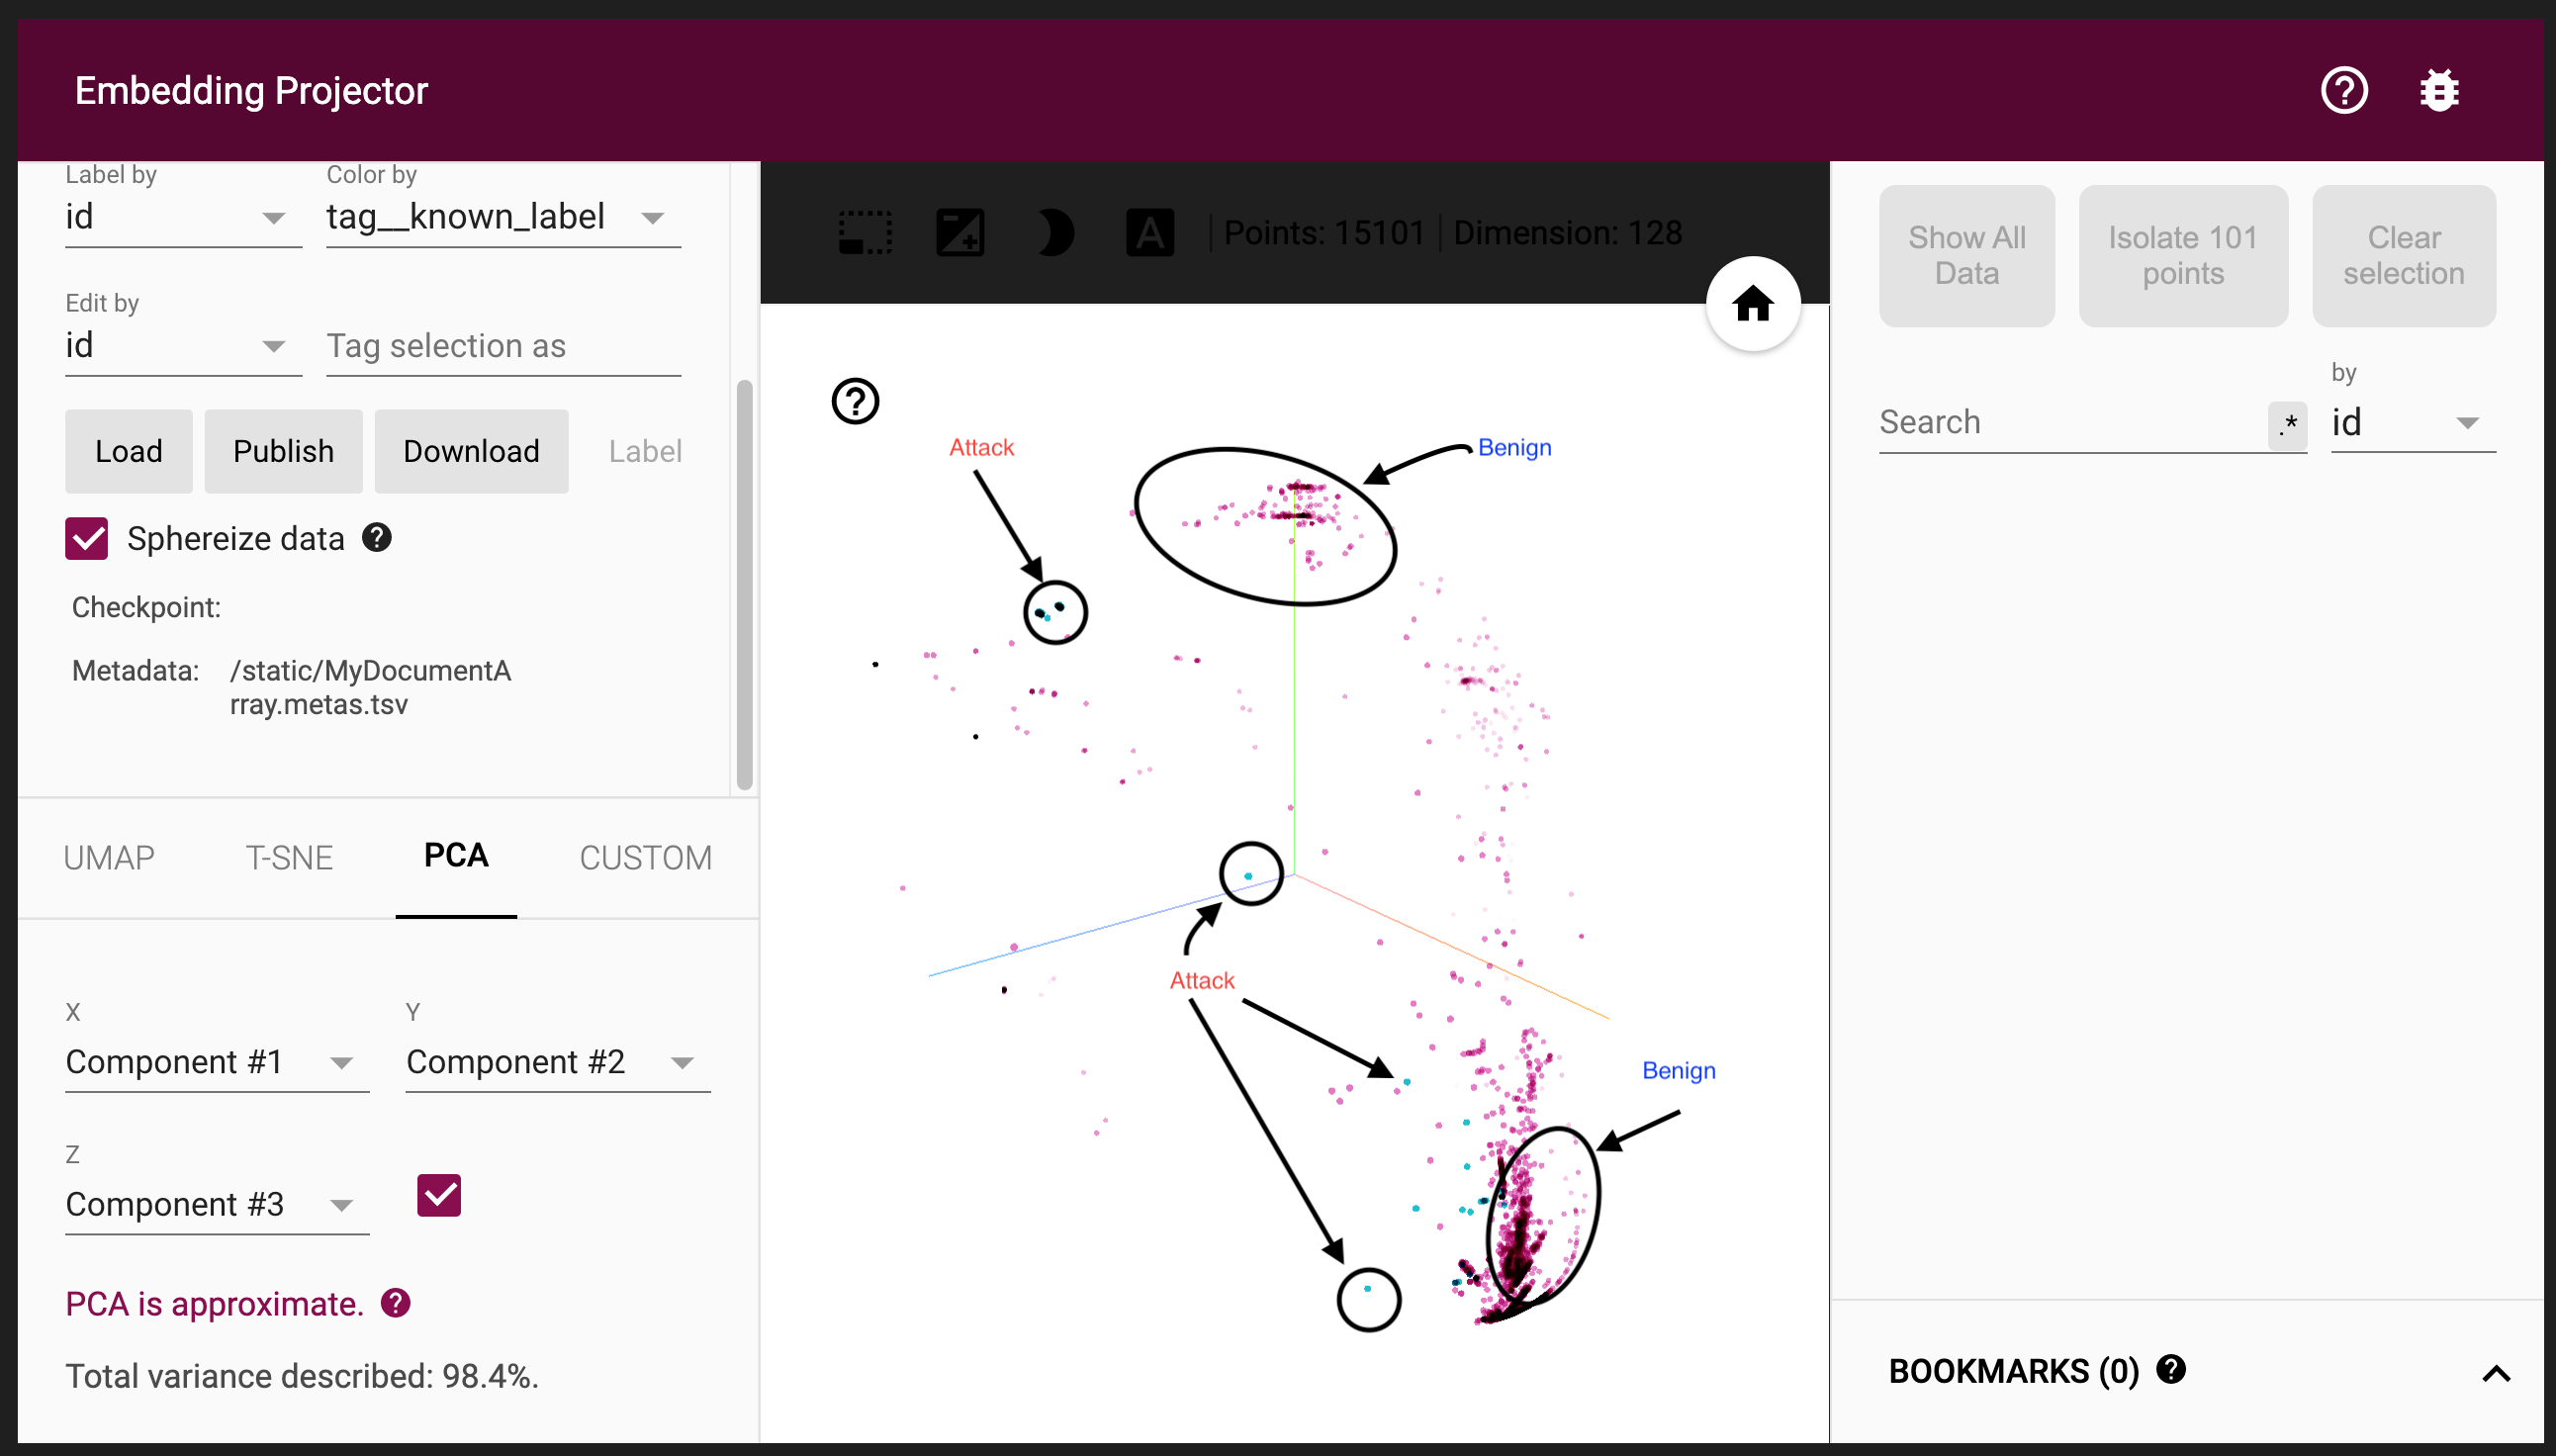 Embedding Projector
Label by
Color by
id
tag__known_label
Edit by
id
Tag selection as
Load
Publish
Download
Label
Sphereize data
Checkpoint:
Metadata:
/static/MyDocumentA
rray.metas.tsv
UMAP
T-SNE
PCA
CUSTOM
X
Y
Component #1
Component #2
Z
Component #3
PCA is approximate.
Total variance described: 98.4%.
A
Points: 15101
Dimension: 128
Attack
Benign
Attack
Benign
Show All
Data
Isolate 101
points
Clear
selection
Search
.*
by
id
BOOKMARKS (0)